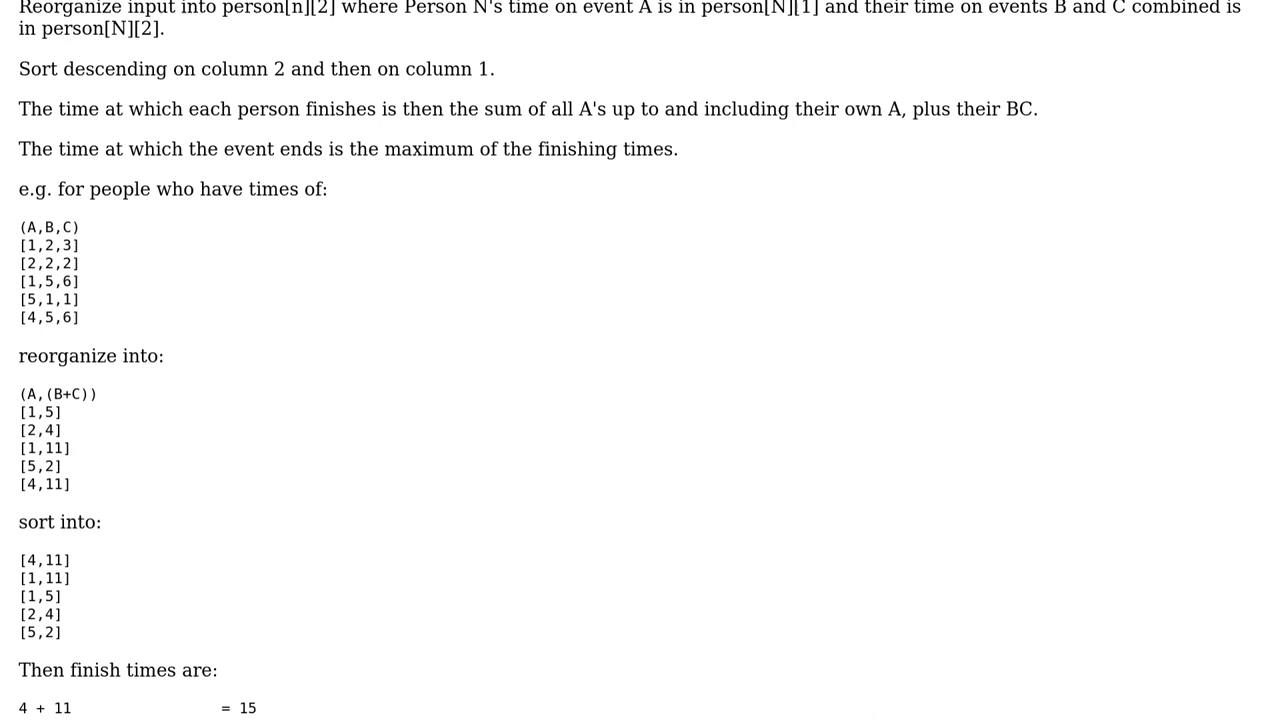 Reorganize input into person[n][2] where Person N's time on event A is in person[N][1] and their time on events B and C combined is
in person[N][2].
Sort descending on column 2 and then on column 1.
The time at which each person finishes is then the sum of all A's up to and including their own A, plus their BC.
The time at which the event ends is the maximum of the finishing times.
e.g. for people who have times of:
(A,B,C)
[1,2,3]
[2,2,2]
[1,5,6]
[5,1,1]
[4,5,6]
reorganize into:
(A,(B+C))
[1,5]
[2,4]
[1,11]
[5,2]
[4,11]
sort into:
[4,11]
[1,11]
[1,5]
[2,4]
[5,2]
Then finish times are:
4 + 11 = 15